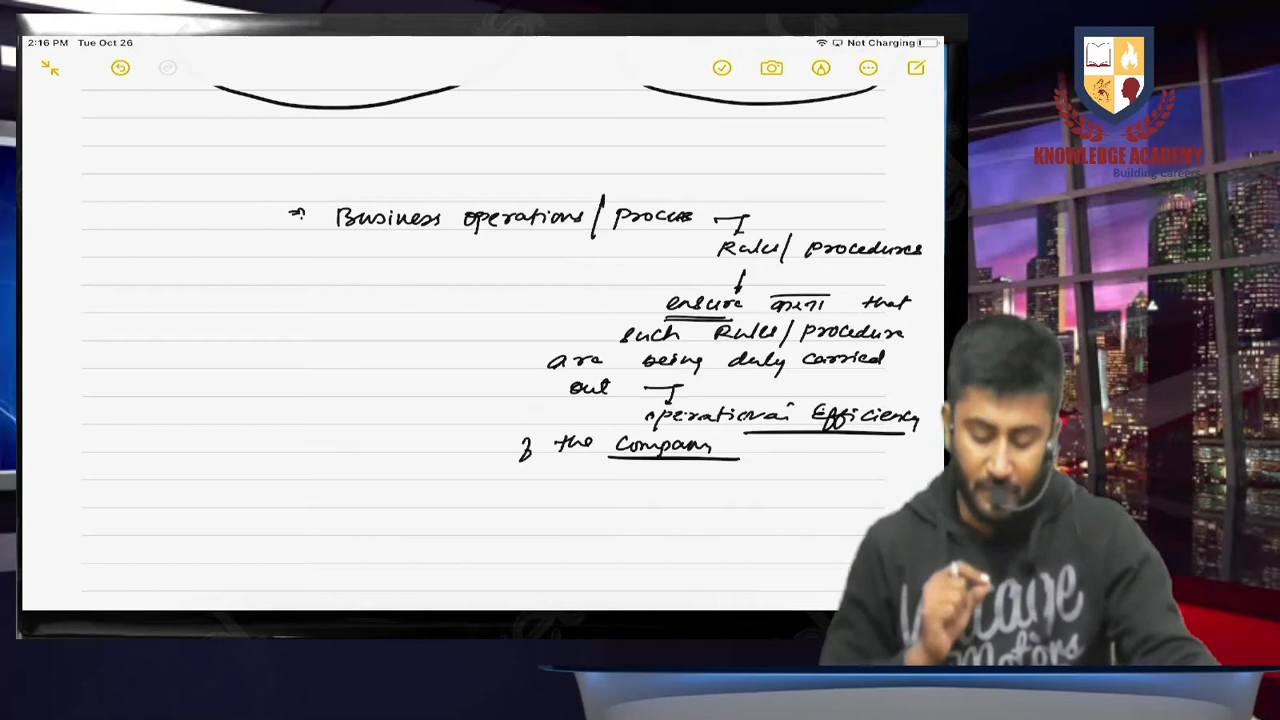 2:16 PM Tue Oct 26
Not Charging
KNOWLEDGE ACADEMY
Building Careers
⇒ Business operations/process
Rules/procedures
ensure करना that
such Rules/procedure
are being duly carried
out
operational Efficiency
of the company
Motors